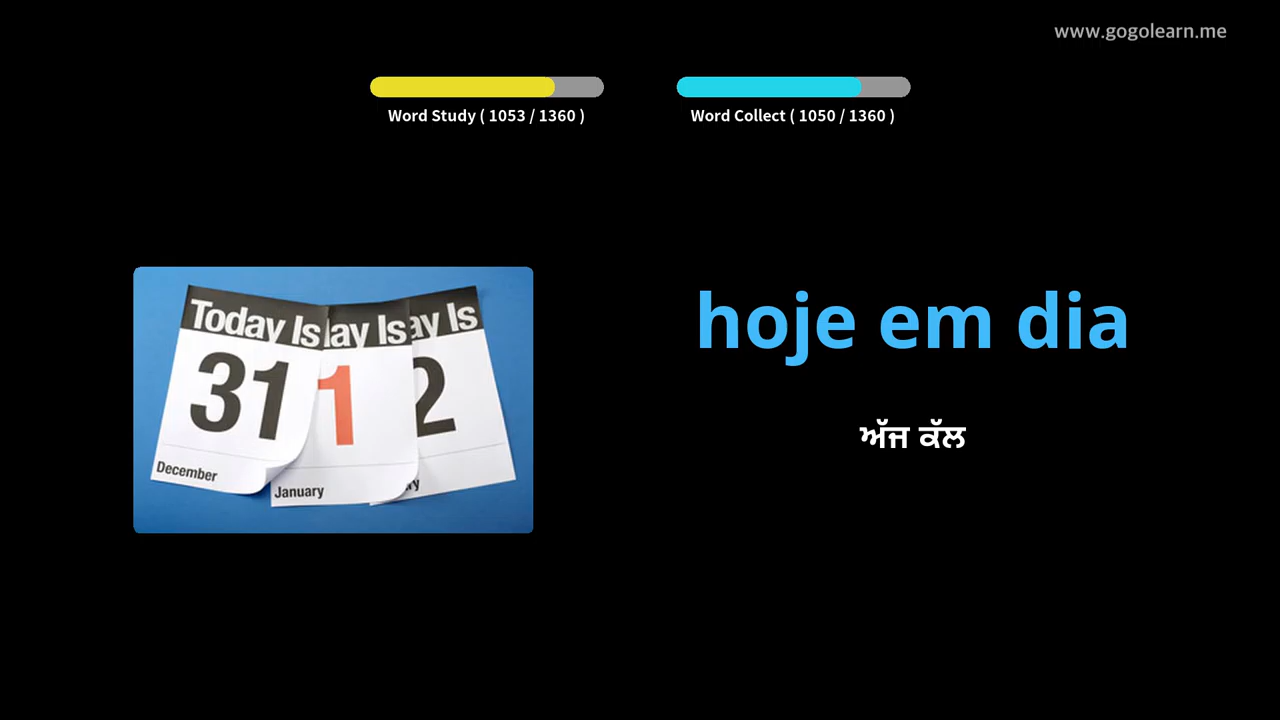 www.gogolearn.me
Word Study ( 1053 / 1360 )
Word Collect ( 1050 / 1360 )
Today Is
31
December
ay Is
1
January
ay Is
2
ry
hoje em dia
ਅੱਜ ਕੱਲ